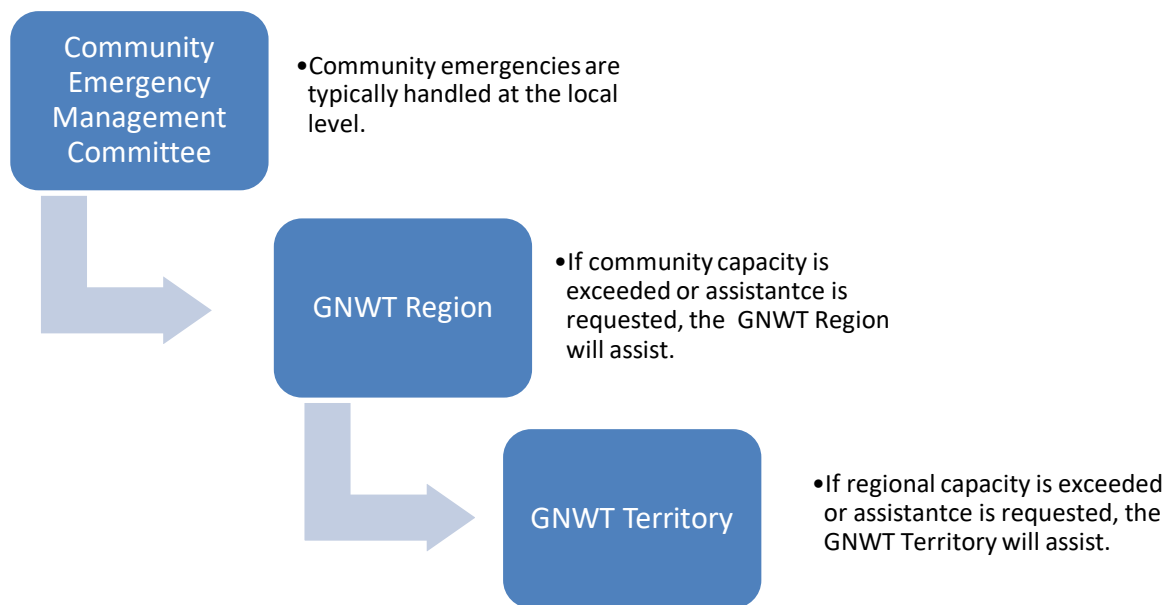 Community
Emergency
Management
Committee
•Community emergencies are
typically handled at the local
level.
GNWT Region
•If community capacity is
exceeded or assistantce is
requested, the  GNWT Region
will assist.
GNWT Territory
•If regional capacity is exceeded
or assistantce is requested, the
GNWT Territory will assist.